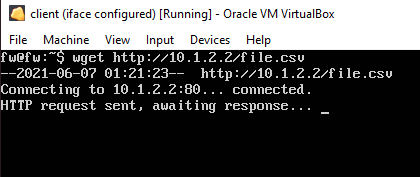 client (iface configured) [Running] - Oracle VM VirtualBox
File Machine View Input Devices Help
fw@fw:~$ wget http://10.1.2.2/file.csv
--2021-06-07 01:21:23--  http://10.1.2.2/file.csv
Connecting to 10.1.2.2:80... connected.
HTTP request sent, awaiting response... _